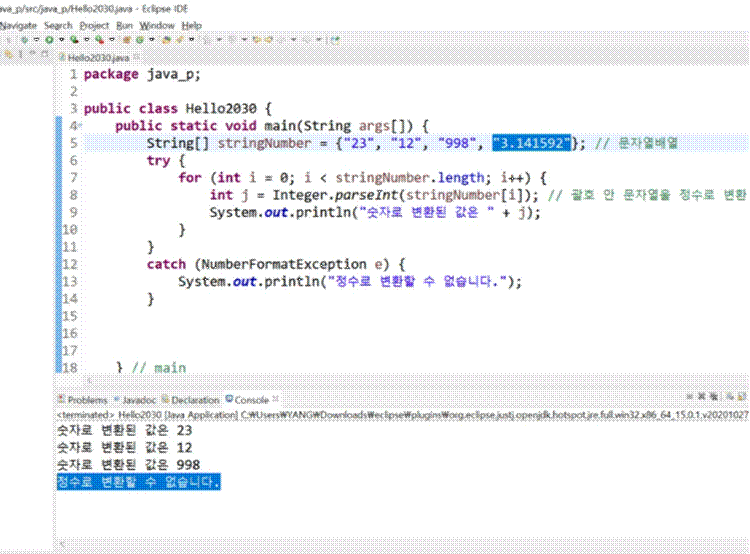 ava_p/src/java_p/Hello2030.java - Eclipse IDE
Navigate Search Project Run Window Help
Hello2030.java
1 package java_p;
2
3 public class Hello2030 {
4 public static void main(String args[]) {
5 String[] stringNumber = {"23", "12", "998", "3.141592"}; // 문자열배열
6 try {
7 for (int i = 0; i < stringNumber.length; i++) {
8 int j = Integer.parseInt(stringNumber[i]); // 괄호 안 문자열을 정수로 변환
9 System.out.println("숫자로 변환된 값은 " + j);
10 }
11 }
12 catch (NumberFormatException e) {
13 System.out.println("정수로 변환할 수 없습니다.");
14 }
15
16
17
18 } // main
Problems Javadoc Declaration Console
<terminated> Hello2030 [Java Application] C:₩Users₩YANG₩Downloads₩eclipse₩plugins₩org.eclipse.justj.openjdk.hotspot.jre.full.win32.x86_64_15.0.1.v20201027
숫자로 변환된 값은 23
숫자로 변환된 값은 12
숫자로 변환된 값은 998
정수로 변환할 수 없습니다.